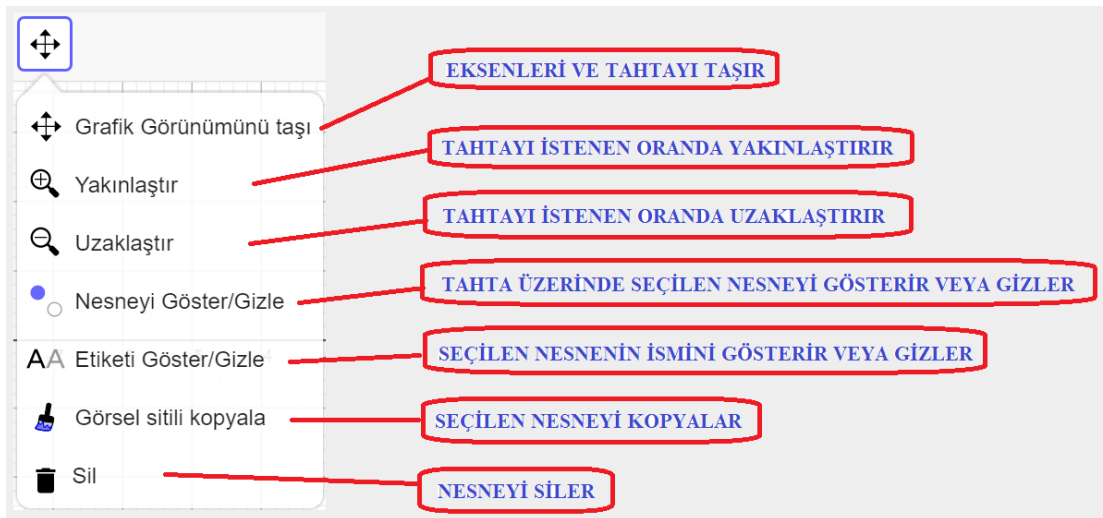 EKSENLERİ VE TAHTAYI TAŞIR
Grafik Görünümünü taşı
TAHTAYI İSTENEN ORANDA YAKINLAŞTIRIR
Yakınlaştır
TAHTAYI İSTENEN ORANDA UZAKLAŞTIRIR
Uzaklaştır
TAHTA ÜZERİNDE SEÇİLEN NESNEYİ GÖSTERİR VEYA GİZLER
Nesneyi Göster/Gizle
SEÇİLEN NESNENİN İSMİNİ GÖSTERİR VEYA GİZLER
AA Etiketi Göster/Gizle
Görsel sitili kopyala
SEÇİLEN NESNEYİ KOPYALAR
Sil
NESNEYİ SİLER